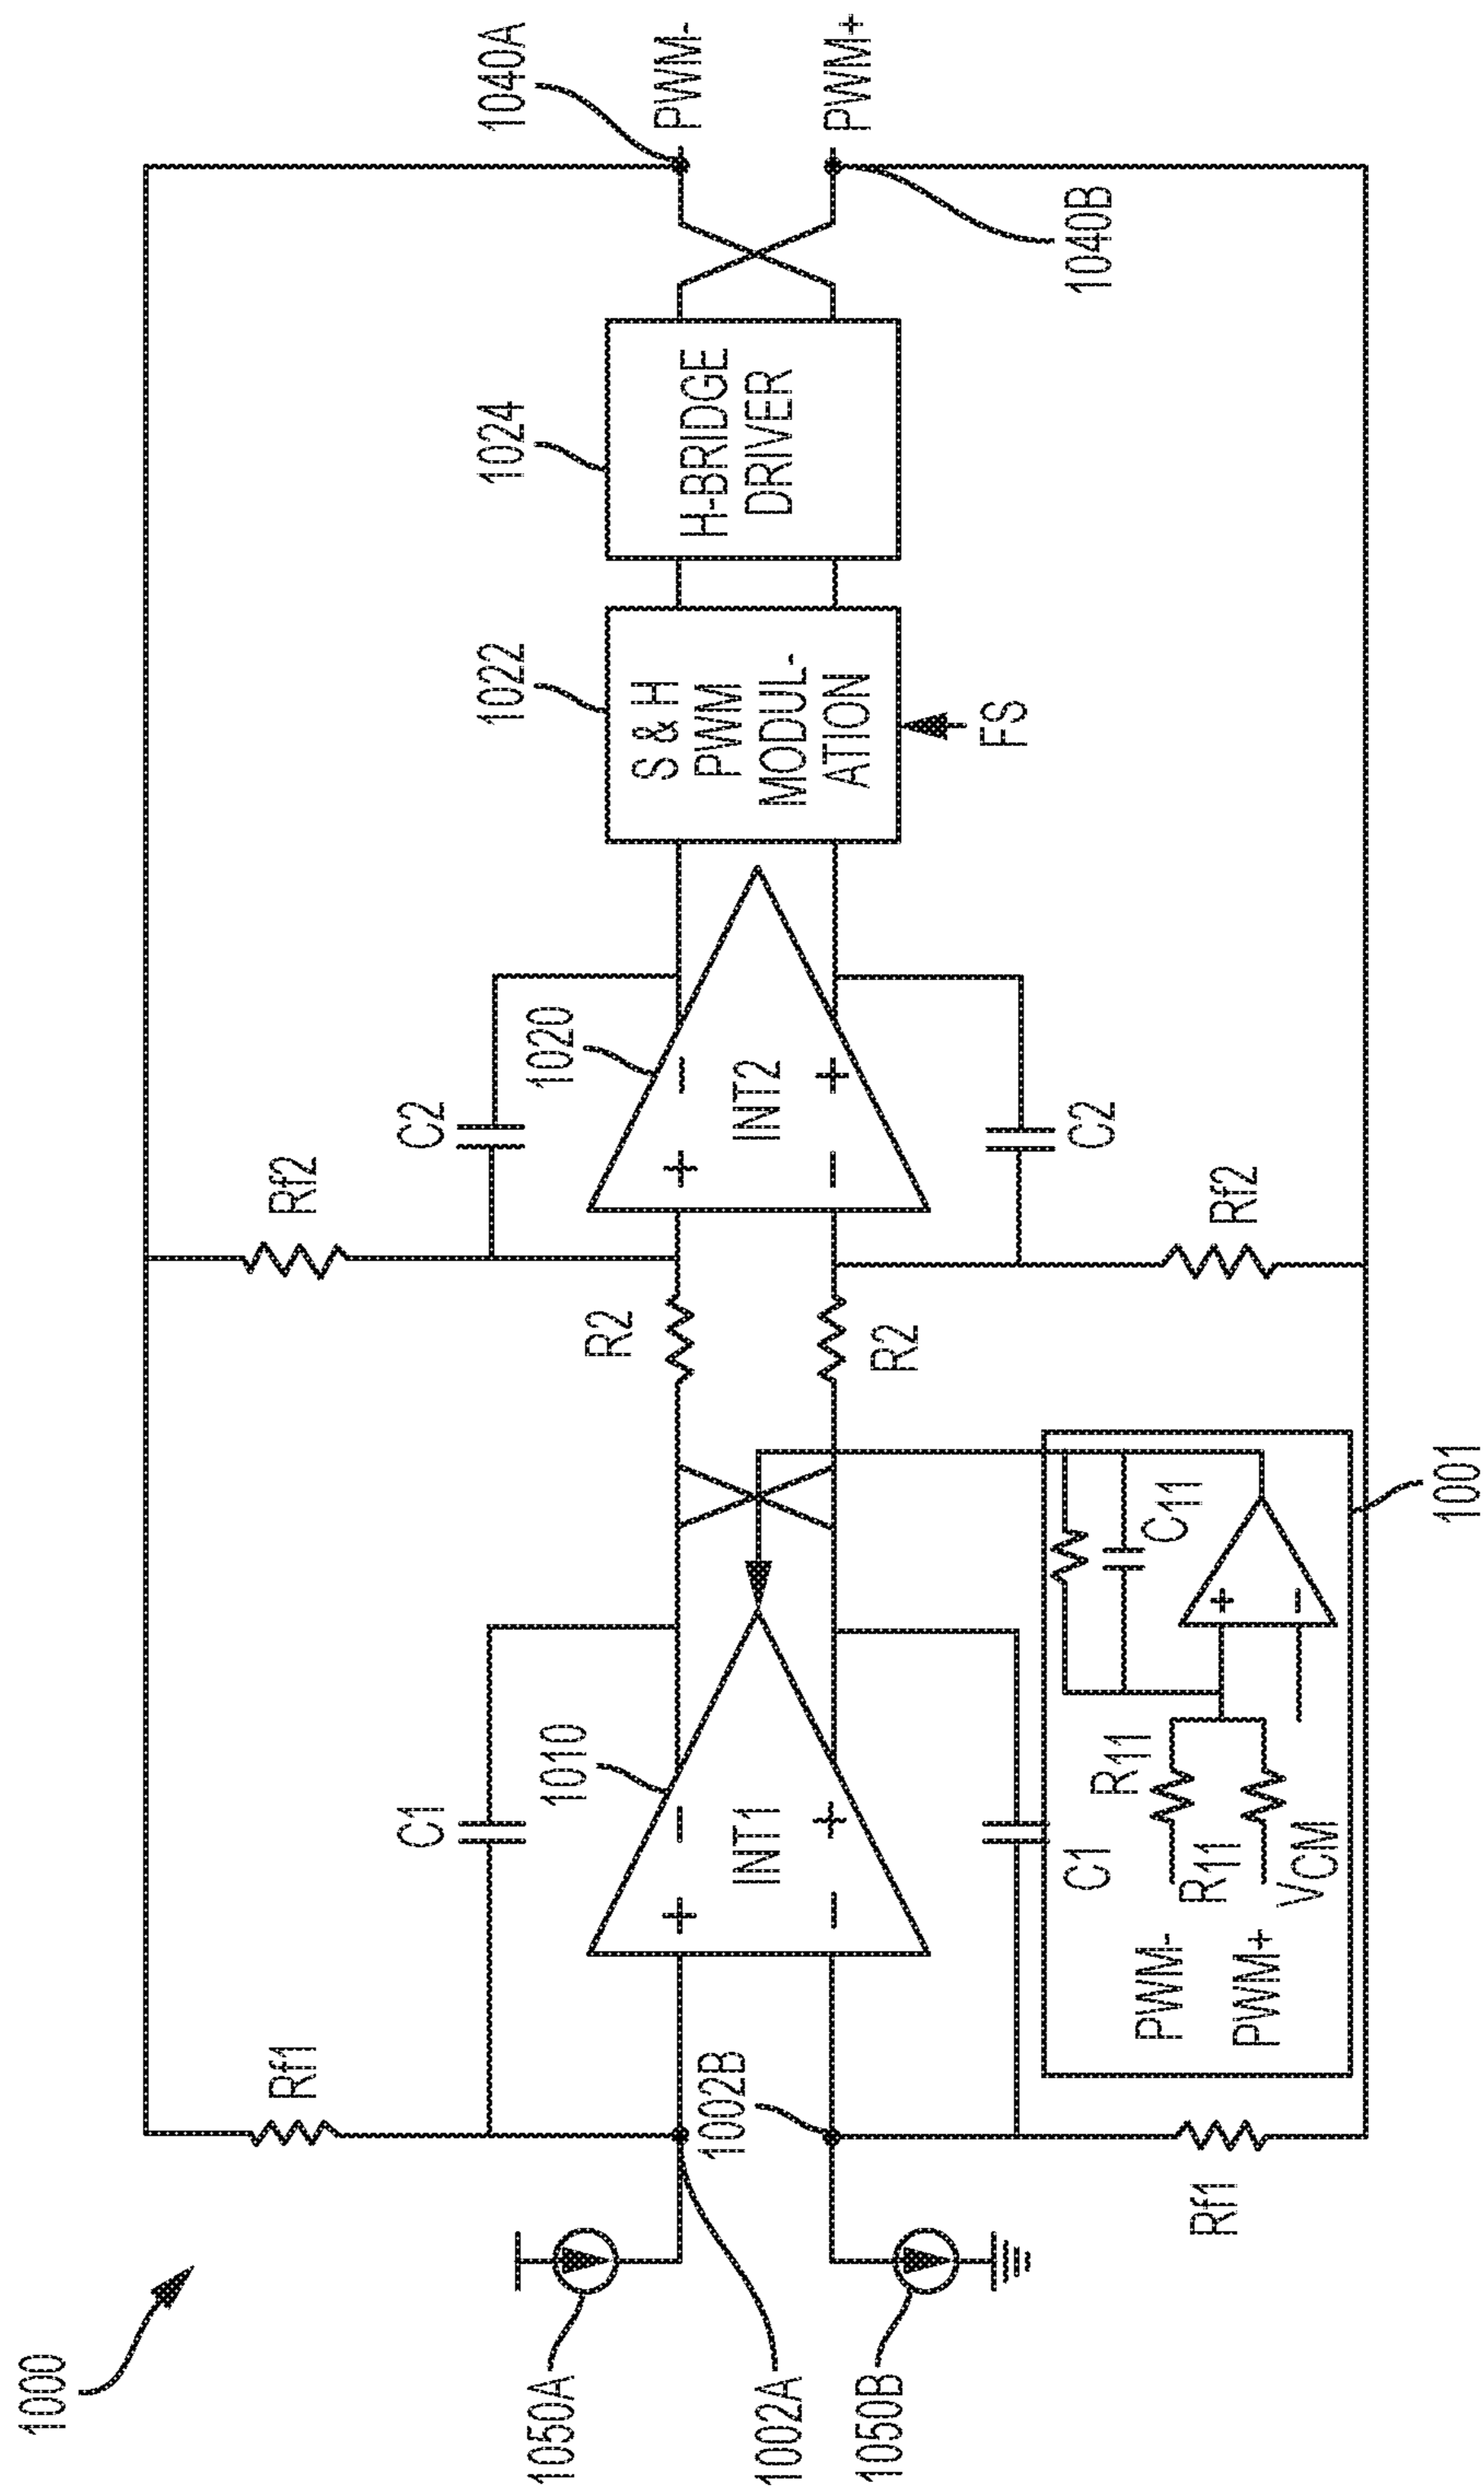 1000
1050A
1002A
1050B
1002B
Rf1
C1
1010
+
-
INT1
-
+
C1
Rf1
PWM-
PWM+
R11
R11
VCM
+
-
C11
1001
R2
R2
Rf2
C2
1020
+
-
INT2
-
+
C2
Rf2
1022
S & H
PWM
MODUL-
ATION
FS
1024
H-BRIDGE
DRIVER
1040A
PWM-
PWM+
1040B